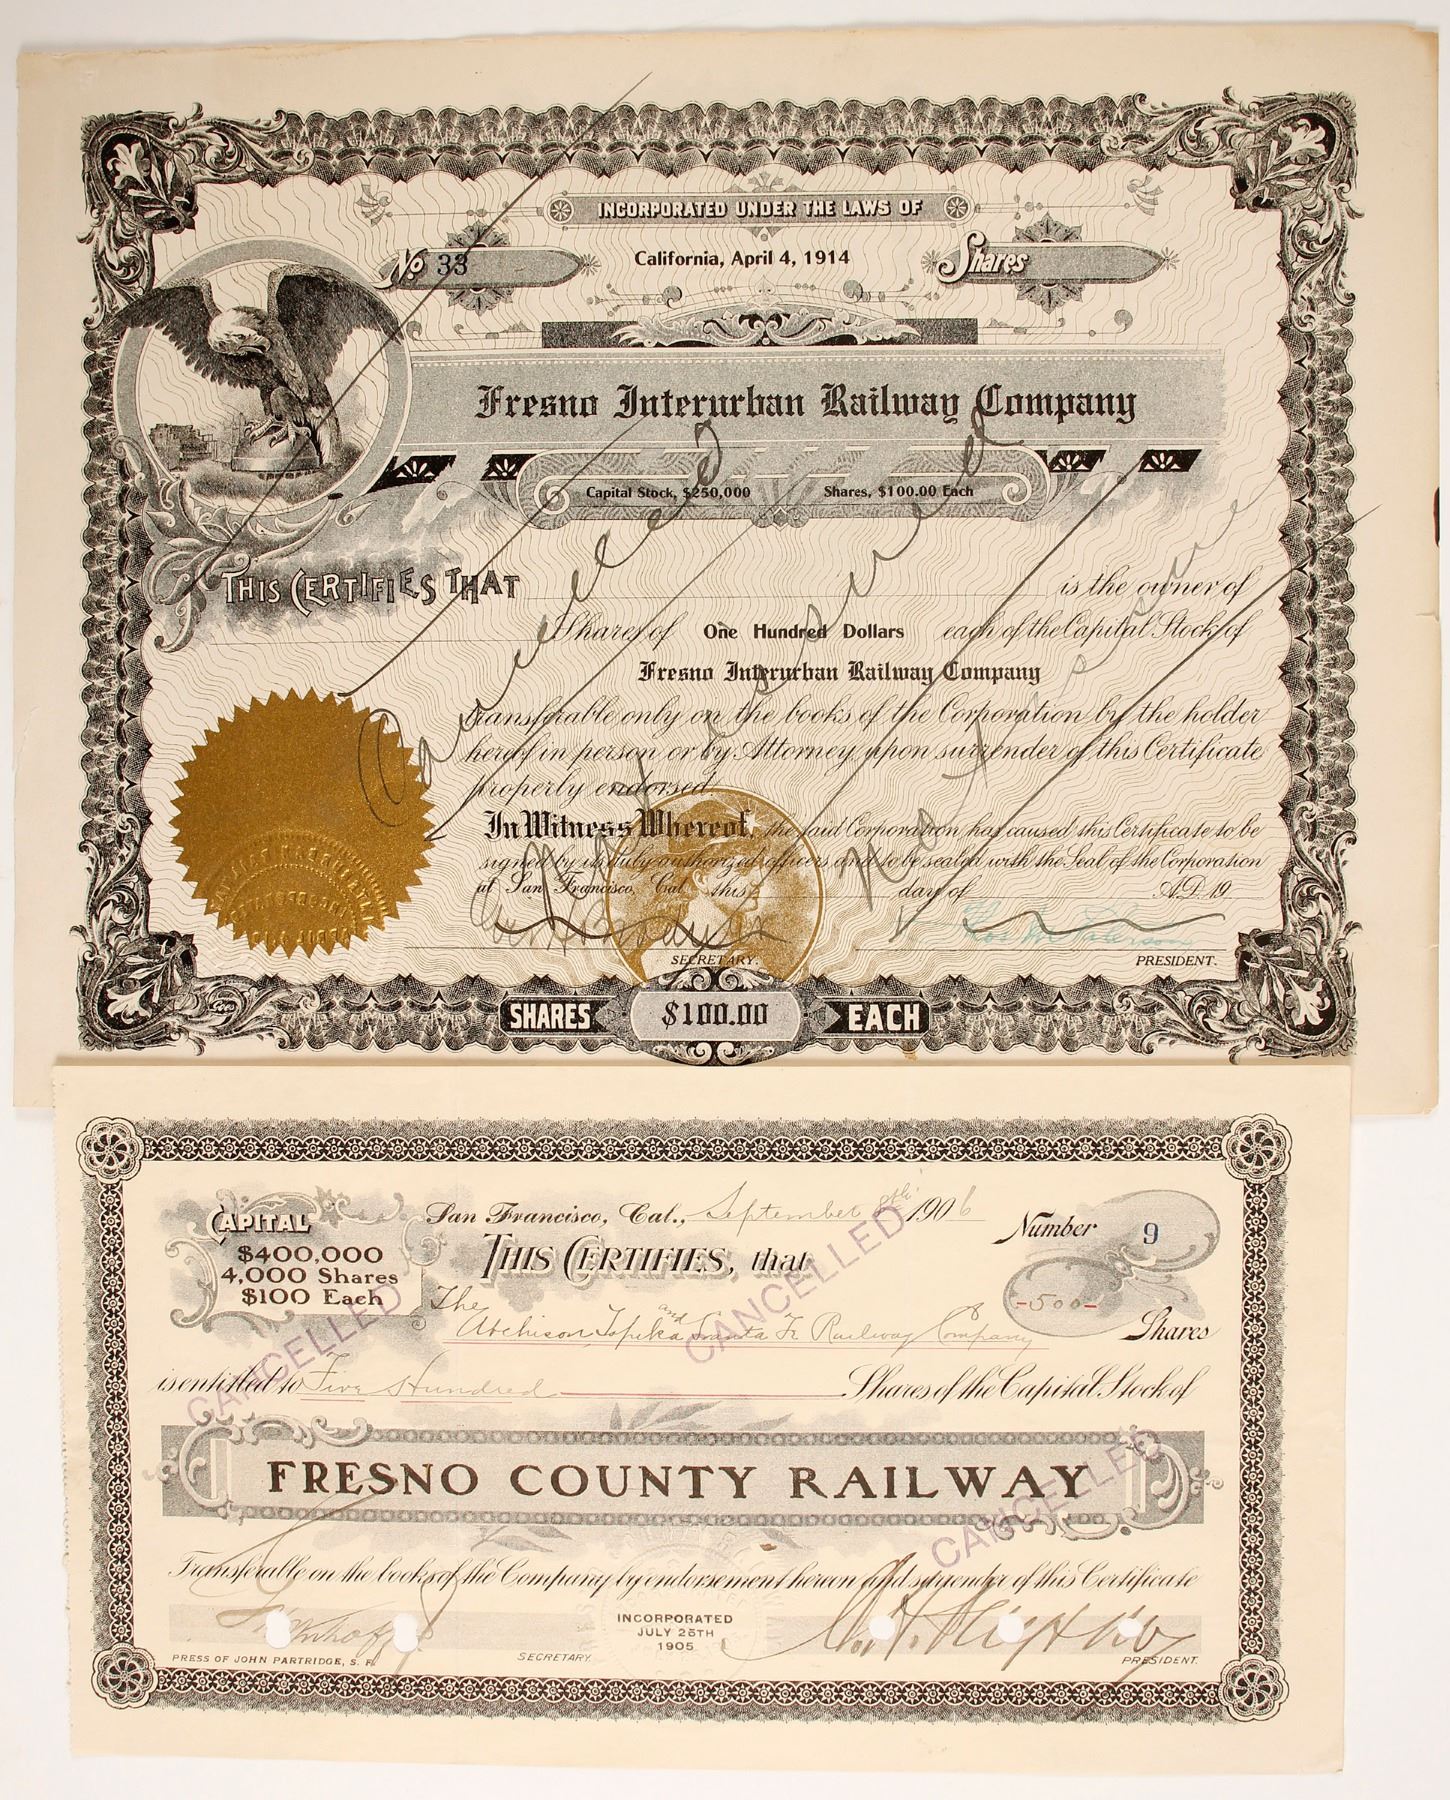 INCORPORATED UNDER THE LAWS OF
No. 33
California, April 4, 1914
Shares
Fresno Interurban Railway Company
Capital Stock, $250,000 Shares, $100.00 Each
THIS CERTIFIES THAT is the owner of
Shares of One Hundred Dollars each of the Capital Stock of
Fresno Interurban Railway Company
transferable only on the books of the Corporation by the holder
hereof in person or by Attorney upon surrender of this Certificate
properly endorsed.
In Witness Whereof, the said Corporation has caused this Certificate to be
signed by its duly authorized officers and to be sealed with the Seal of the Corporation
at San Francisco, Cal. this day of A.D. 19
Cancelled
Not issued
Not issue
SECRETARY.
PRESIDENT.
SHARES $100.00 EACH
CAPITAL
$400,000
4,000 Shares
$100 Each
San Francisco, Cal., September 8th 1906
Number 9
THIS CERTIFIES, that
The
Atchison, Topeka and Santa Fe Railway Company
-500- Shares
is entitled to Five Hundred Shares of the Capital Stock of
FRESNO COUNTY RAILWAY
Transferable on the books of the Company by endorsement hereon and surrender of this Certificate
CANCELLED
CANCELLED
CANCELLED
INCORPORATED
JULY 25TH
1905
PRESS OF JOHN PARTRIDGE, S. F.
SECRETARY.
PRESIDENT.